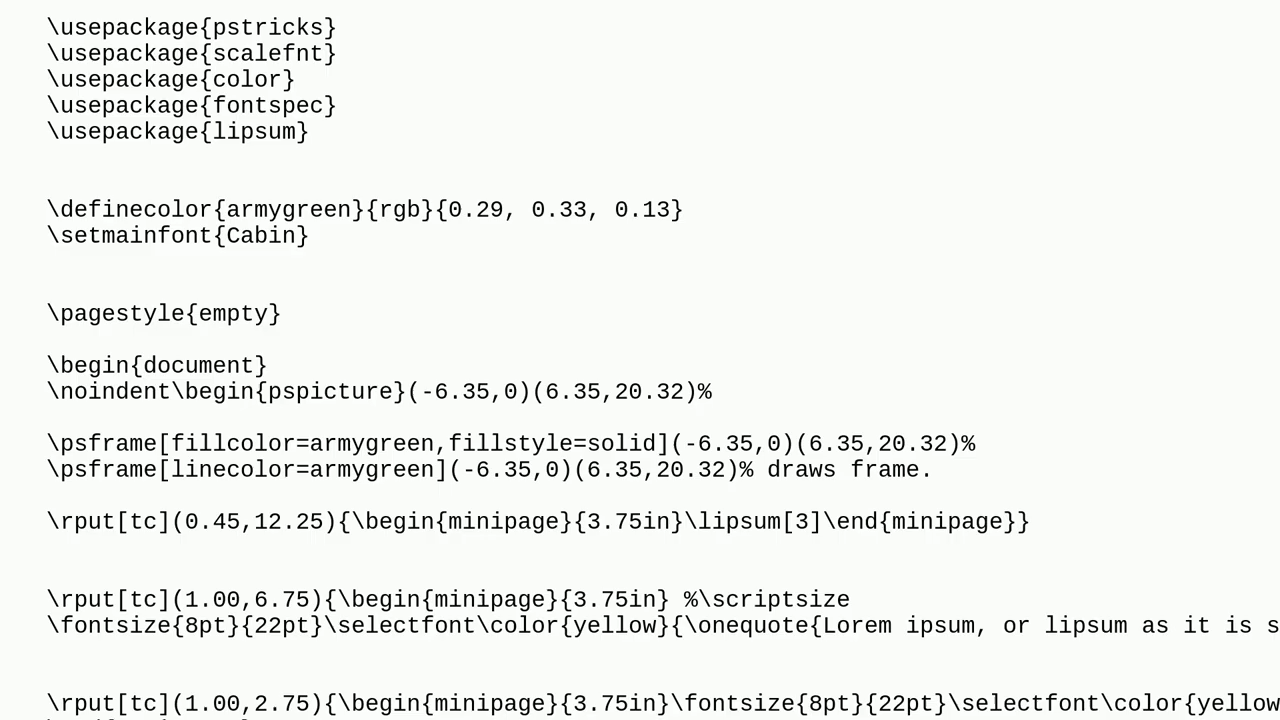 \usepackage{pstricks}
\usepackage{scalefnt}
\usepackage{color}
\usepackage{fontspec}
\usepackage{lipsum}
\definecolor{armygreen}{rgb}{0.29, 0.33, 0.13}
\setmainfont{Cabin}
\pagestyle{empty}
\begin{document}
\noindent\begin{pspicture}(-6.35,0)(6.35,20.32)%
\psframe[fillcolor=armygreen,fillstyle=solid](-6.35,0)(6.35,20.32)%
\psframe[linecolor=armygreen](-6.35,0)(6.35,20.32)% draws frame.
\rput[tc](0.45,12.25){\begin{minipage}{3.75in}\lipsum[3]\end{minipage}}
\rput[tc](1.00,6.75){\begin{minipage}{3.75in} %\scriptsize
\fontsize{8pt}{22pt}\selectfont\color{yellow}{\onequote{Lorem ipsum, or lipsum as it is s
\rput[tc](1.00,2.75){\begin{minipage}{3.75in}\fontsize{8pt}{22pt}\selectfont\color{yellow